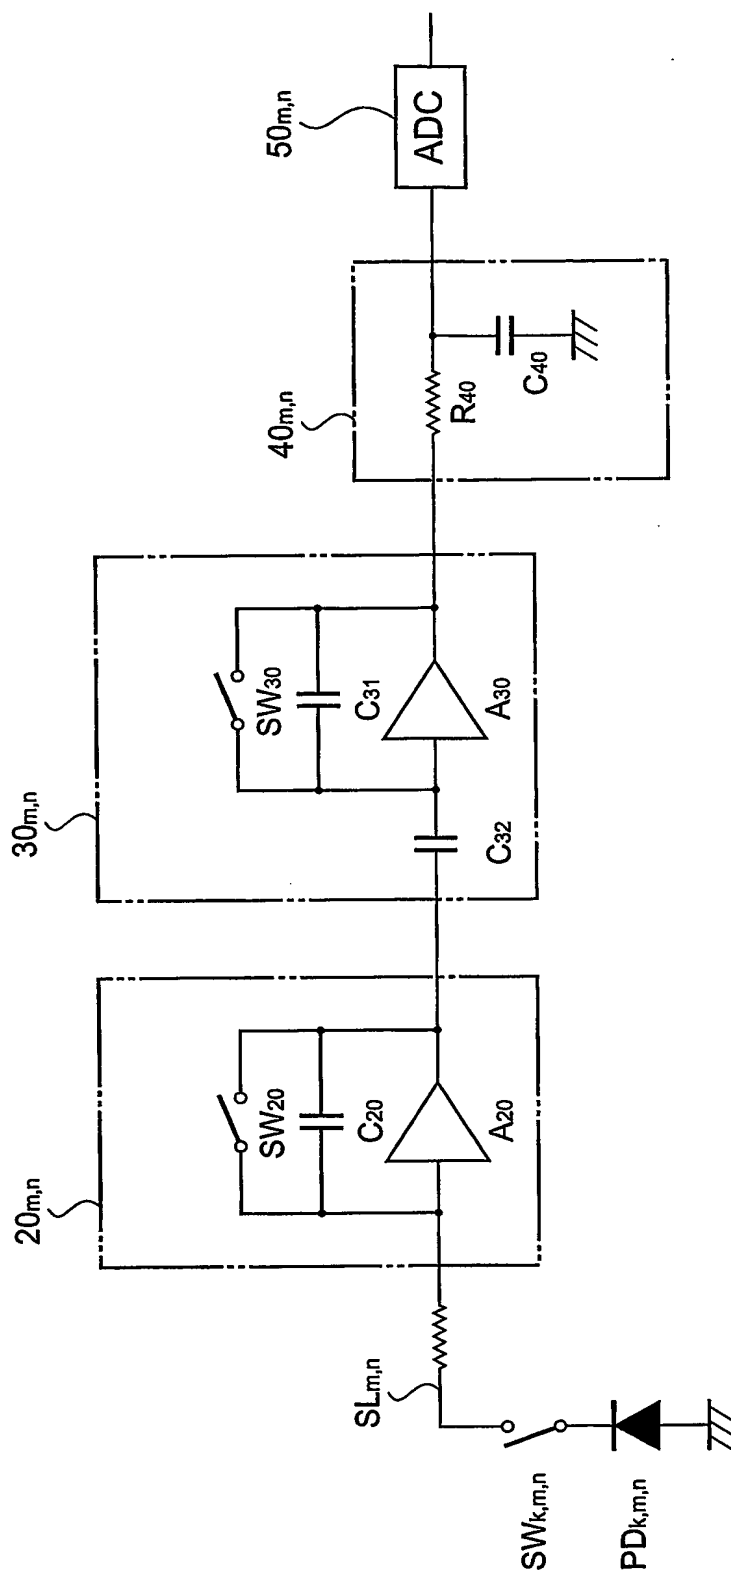 20m,n
30m,n
40m,n
50m,n
SW20
C20
A20
SW30
C31
A30
C32
R40
C40
ADC
SLm,n
SWk,m,n
PDk,m,n